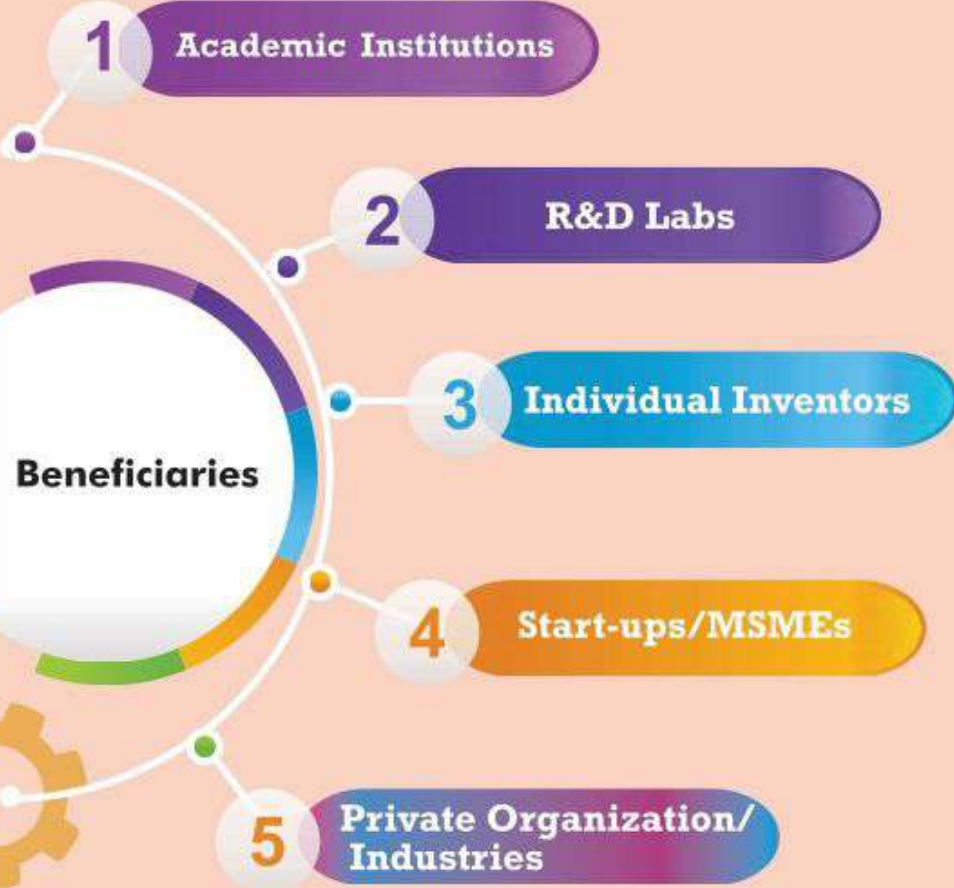 1 Academic Institutions
2 R&D Labs
3 Individual Inventors
Beneficiaries
4 Start-ups/MSMEs
5 Private Organization/
Industries